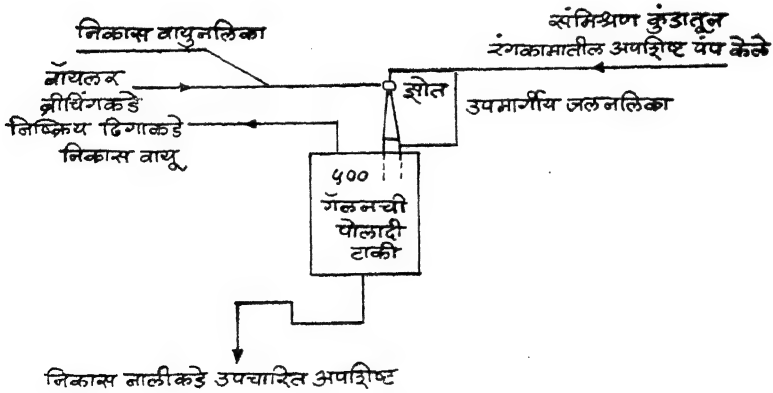 निकास वायुनलिका
संमिश्रण कुंडातून
रंगकामातील अपशिष्ट पंप केले
बॉयलर
ब्रीचिंगकडे
झोत
उपमार्गीय जलनलिका
निष्क्रिय ढिगाकडे
निकास वायू
५००
गॅलनची
पोलादी
टाकी
निकास नालीकडे उपचारित अपशिष्ट